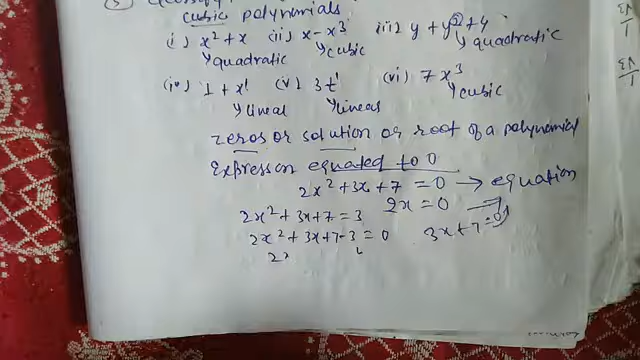 cubic polynomials
(i) x² + x (ii) x - x³ (iii) y + y² + 4
↘ quadratic ↘ cubic ↘ quadratic
(iv) 1 + x¹ (v) 3t¹ (vi) 7x³
↘ linear ↘ linear ↘ cubic
zeros or solution or root of a polynomial
Expression equated to 0
2x² + 3x + 7 = 0 → equation
2x² + 3x + 7 = 3 2x = 0
2x² + 3x + 7 - 3 = 0 3x + 7 = 0